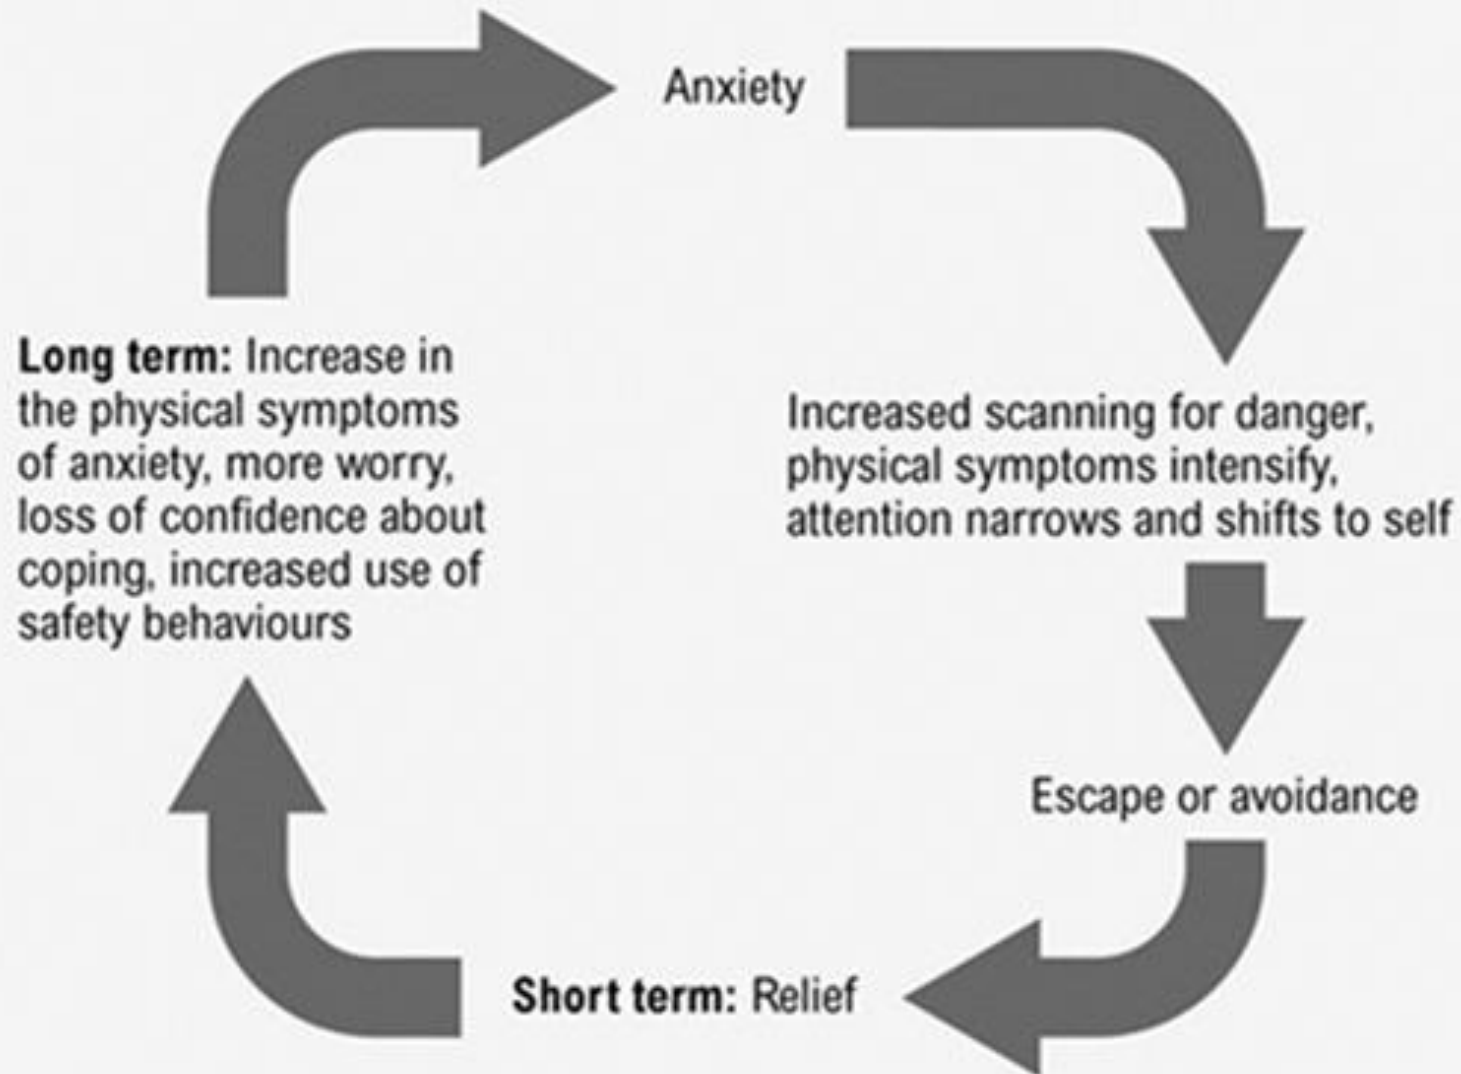 Anxiety
Increased scanning for danger,
physical symptoms intensify,
attention narrows and shifts to self
Escape or avoidance
Short term: Relief
Long term: Increase in
the physical symptoms
of anxiety, more worry,
loss of confidence about
coping, increased use of
safety behaviours